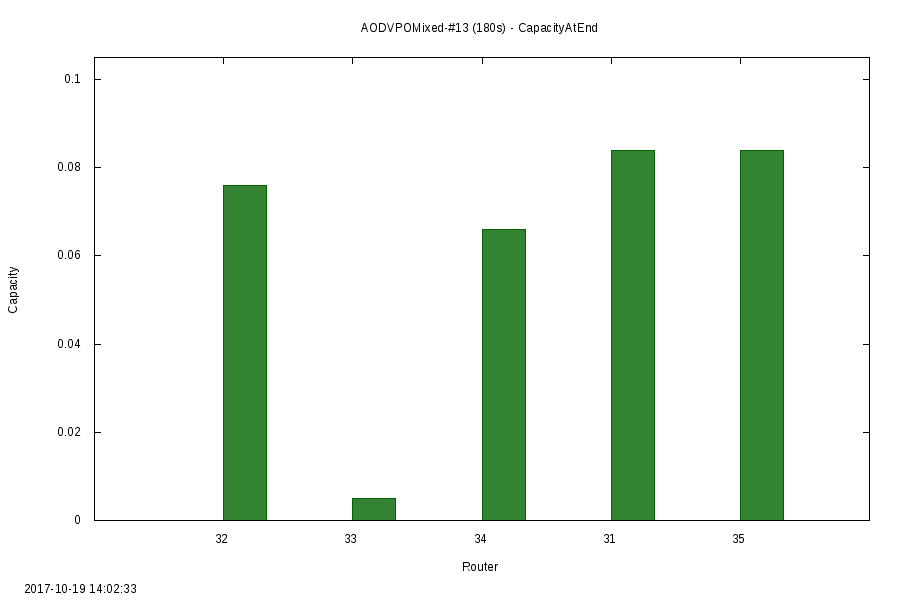 AODVPOMixed-#13 (180s) - CapacityAtEnd
0.1
0.08
0.06
0.04
0.02
0
Capacity
32 33 34 31 35
Router
2017-10-19 14:02:33